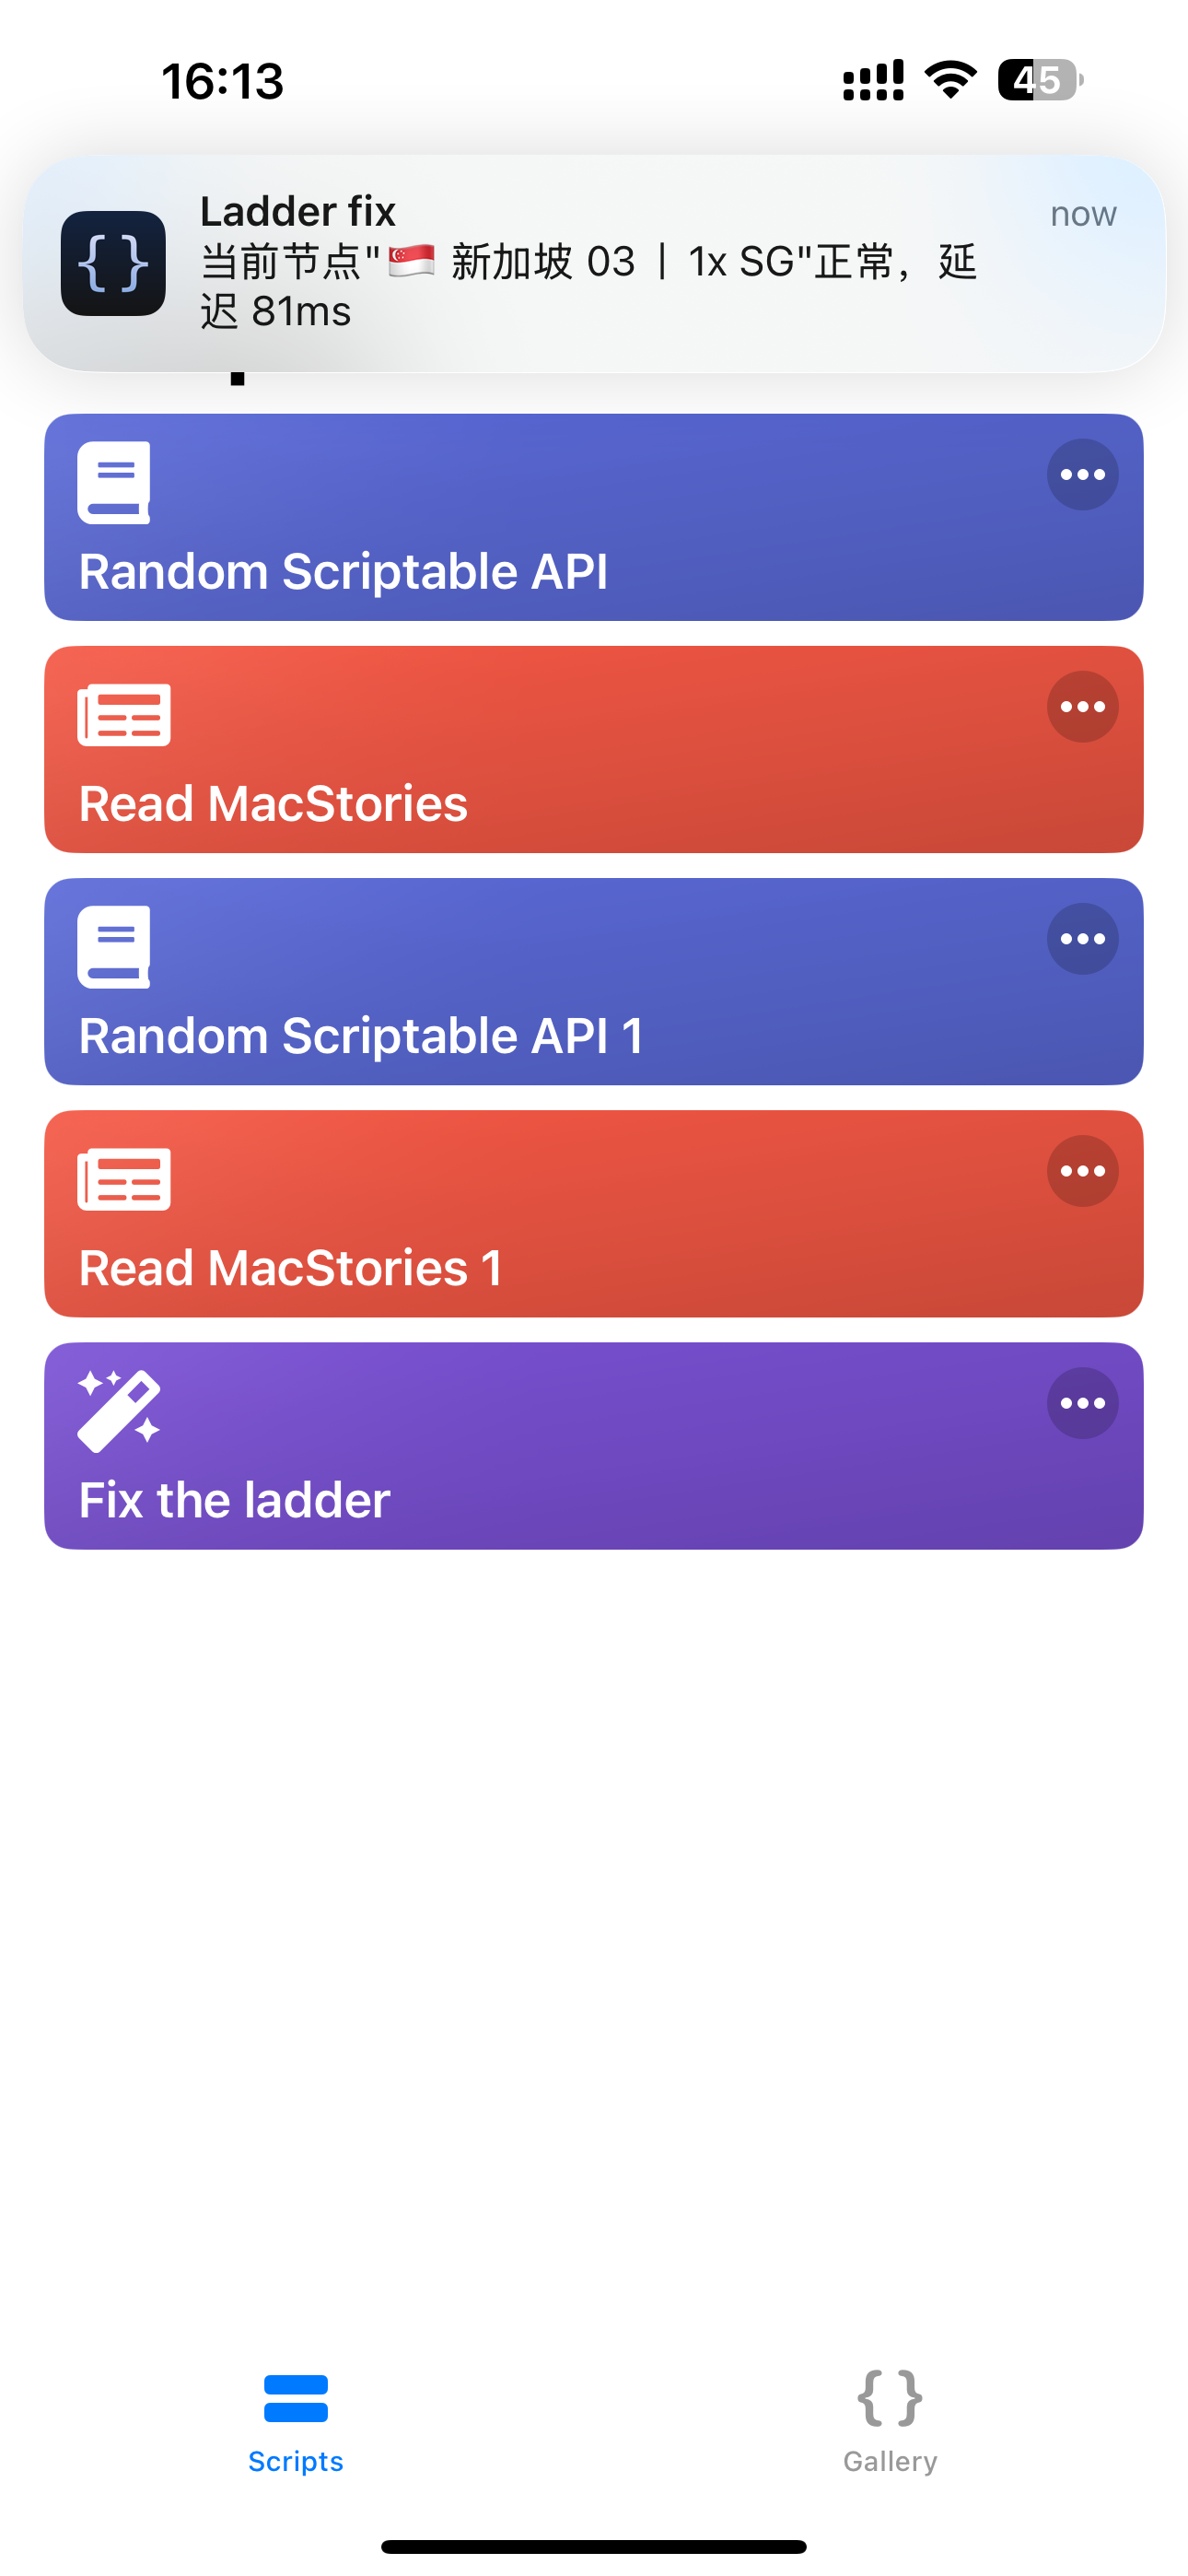 16:13
45
Ladder fix
now
当前节点"🇸🇬 新加坡 03 丨 1x SG"正常，延
迟 81ms
Random Scriptable API
Read MacStories
Random Scriptable API 1
Read MacStories 1
Fix the ladder
Scripts
Gallery